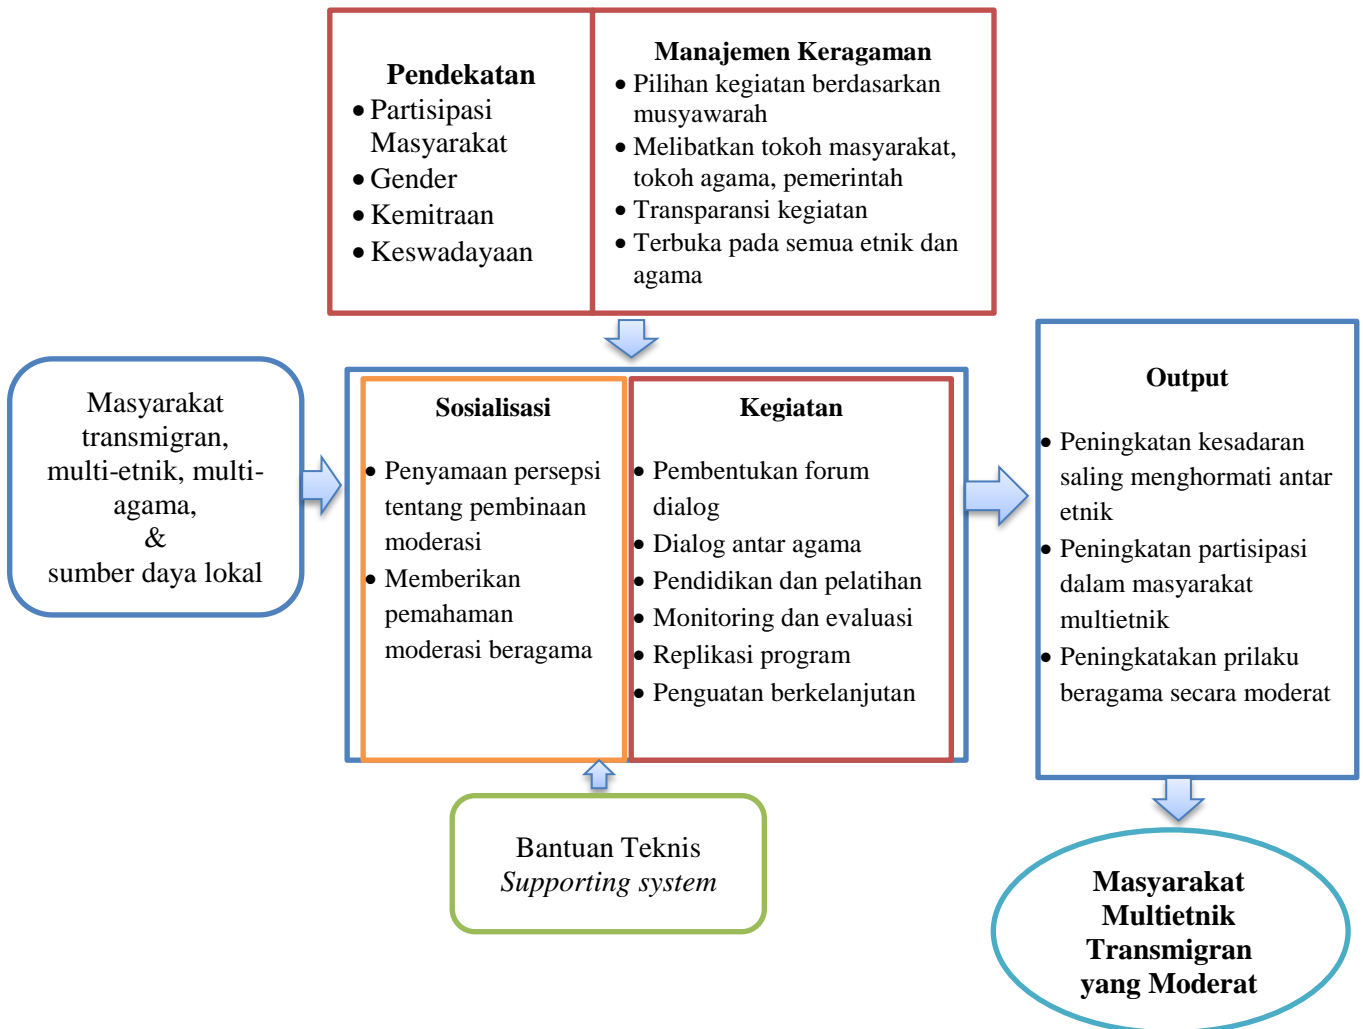 Pendekatan
• Partisipasi
Masyarakat
• Gender
• Kemitraan
• Keswadayaan
Manajemen Keragaman
• Pilihan kegiatan berdasarkan
musyawarah
• Melibatkan tokoh masyarakat,
tokoh agama, pemerintah
• Transparansi kegiatan
• Terbuka pada semua etnik dan
agama
Masyarakat
transmigran,
multi-etnik, multi-
agama,
&
sumber daya lokal
Sosialisasi
• Penyamaan persepsi
tentang pembinaan
moderasi
• Memberikan
pemahaman
moderasi beragama
Kegiatan
• Pembentukan forum
dialog
• Dialog antar agama
• Pendidikan dan pelatihan
• Monitoring dan evaluasi
• Replikasi program
• Penguatan berkelanjutan
Output
• Peningkatan kesadaran
saling menghormati antar
etnik
• Peningkatan partisipasi
dalam masyarakat
multietnik
• Peningkatakan prilaku
beragama secara moderat
Bantuan Teknis
Supporting system
Masyarakat
Multietnik
Transmigran
yang Moderat